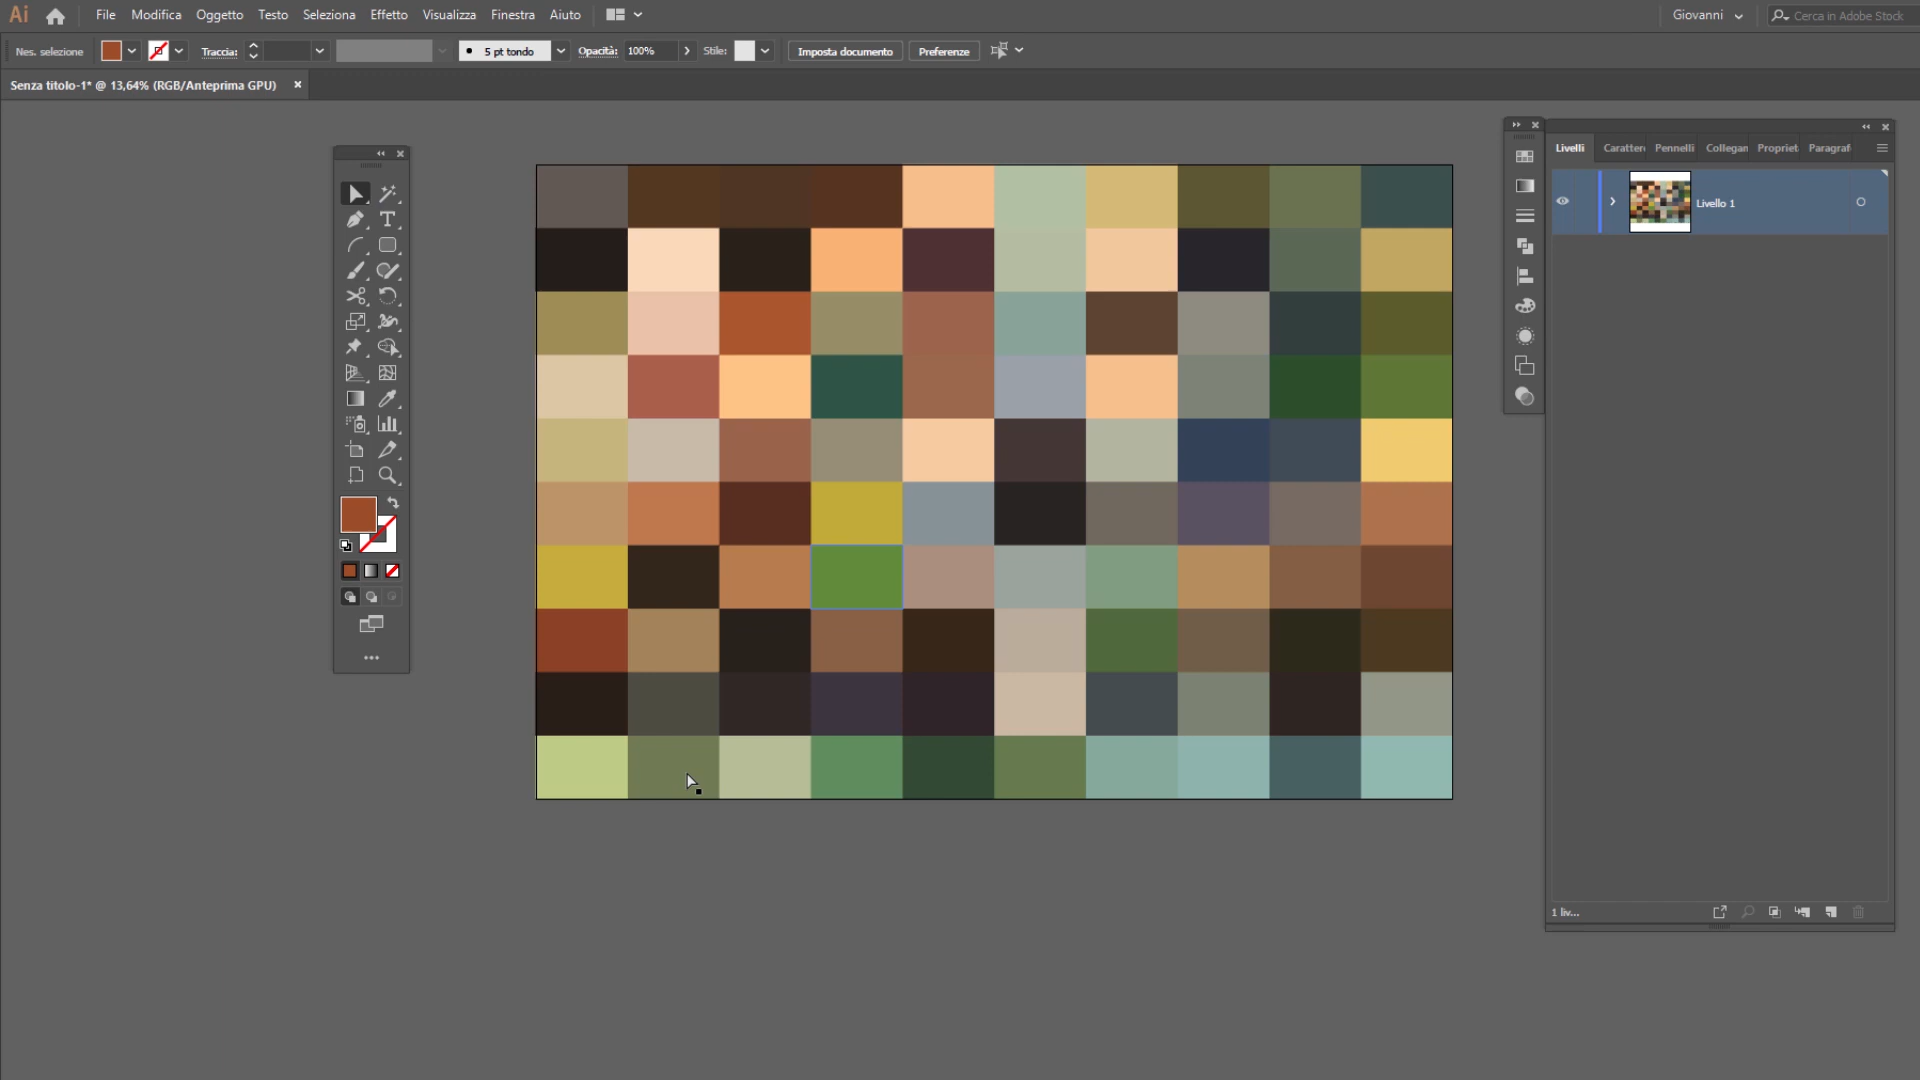 Ai File Modifica Oggetto Testo Seleziona Effetto Visualizza Finestra Aiuto Giovanni Cerca in Adobe Stock
Nes. selezione Traccia: 5 pt tondo Opacità: 100% Stile: Imposta documento Preferenze
Senza titolo-1* @ 13,64% (RGB/Anteprima GPU)
Livelli Caratter Pennelli Collegan Propriet Paragraf
Livello 1
1 liv...